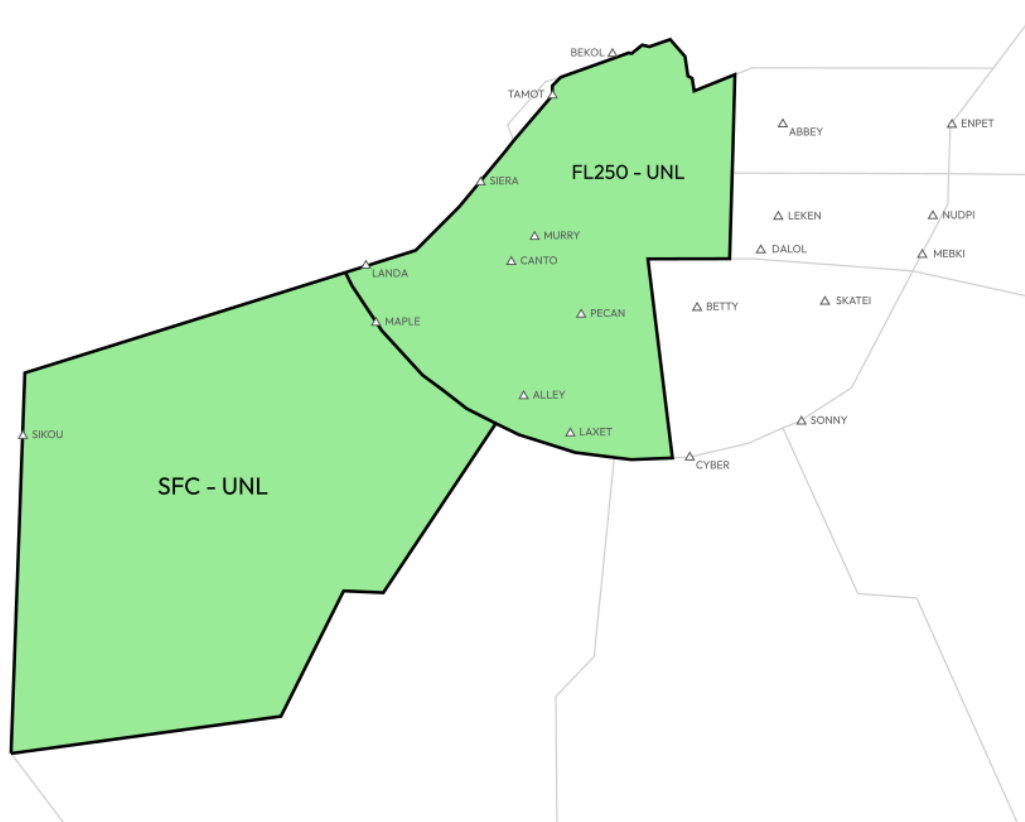 BEKOL
TAMOT
ABBEY
ENPET
FL250 - UNL
SIERA
LEKEN
NUDPI
MURRY
DALOL
MEBKI
CANTO
LANDA
SKATEI
BETTY
PECAN
MAPLE
ALLEY
SONNY
LAXET
SIKOU
CYBER
SFC - UNL